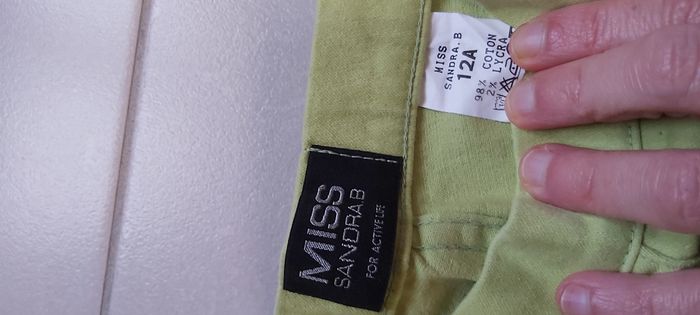 MISS
SANDRA.B
FOR ACTIVE LIFE
MISS
SANDRA.B
12A
98% COTON
2% LYCRA